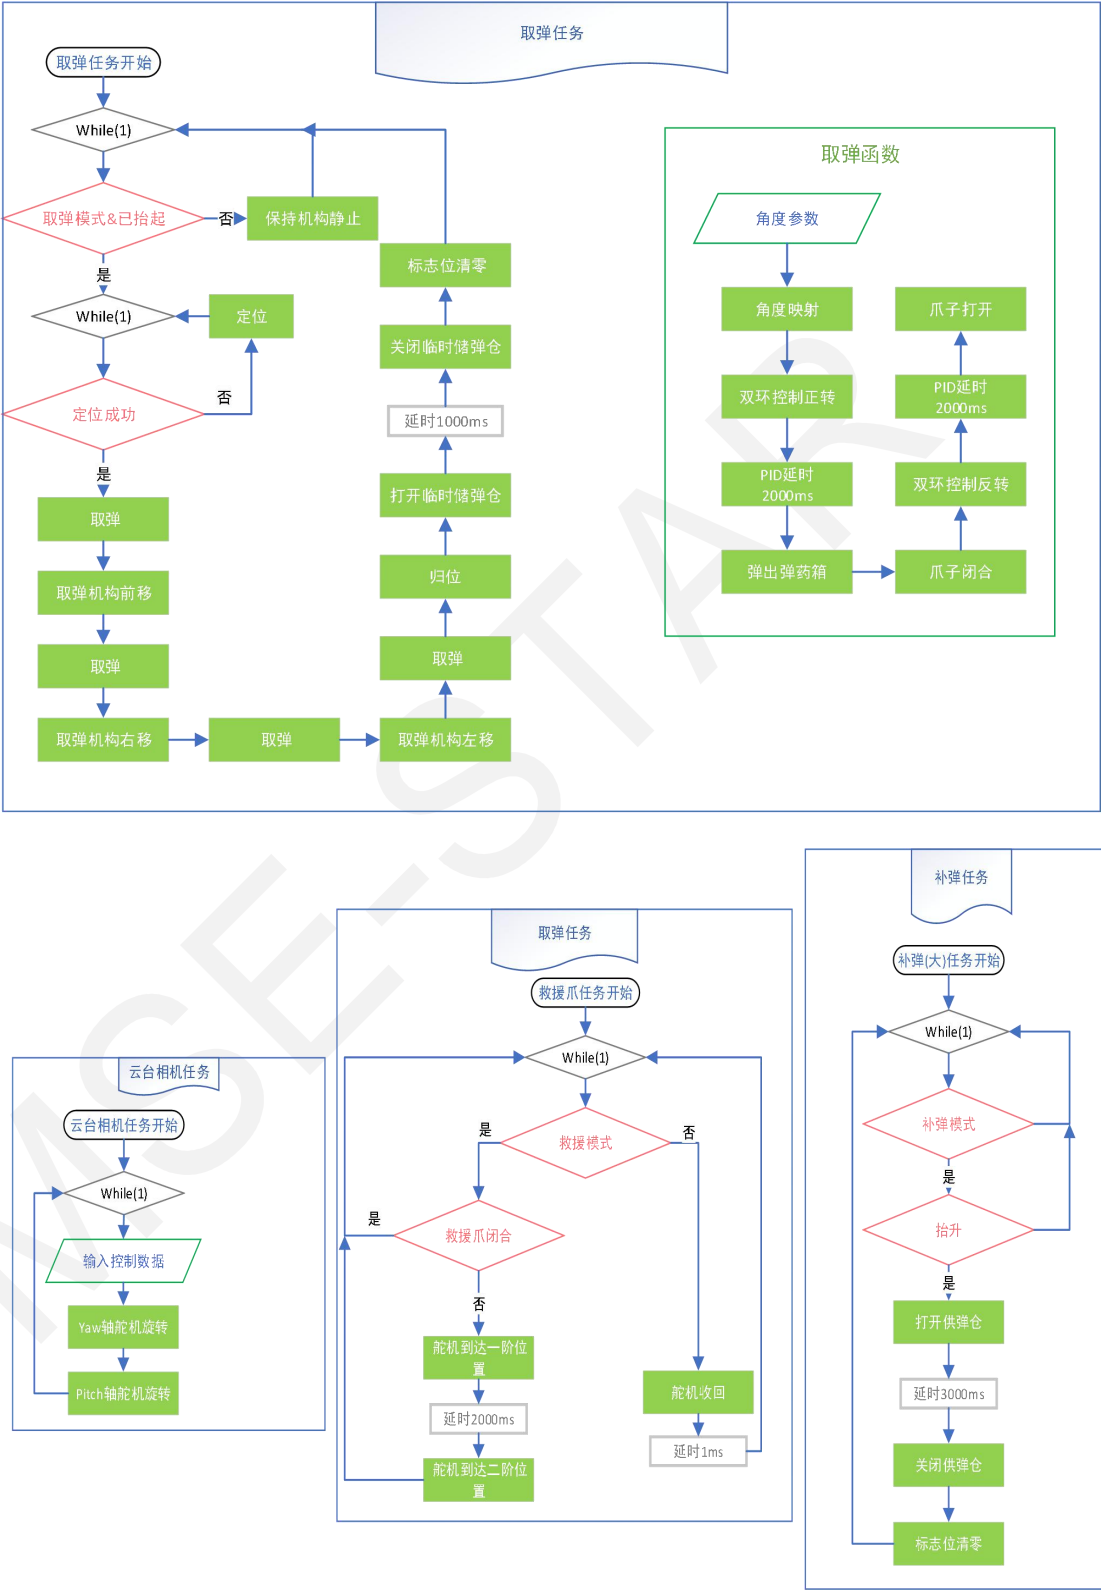 取弹任务
取弹任务开始
While(1)
取弹模式&已抬起
否
保持机构静止
是
While(1)
定位
定位成功
否
是
取弹
取弹机构前移
取弹
取弹机构右移
取弹
取弹机构左移
取弹
归位
打开临时储弹仓
延时1000ms
关闭临时储弹仓
标志位清零
取弹函数
角度参数
角度映射
双环控制正转
PID延时
2000ms
弹出弹药箱
爪子闭合
双环控制反转
PID延时
2000ms
爪子打开
云台相机任务
云台相机任务开始
While(1)
输入控制数据
Yaw轴舵机旋转
Pitch轴舵机旋转
取弹任务
救援爪任务开始
While(1)
救援模式
是
否
救援爪闭合
是
否
舵机到达一阶位
置
延时2000ms
舵机到达二阶位
置
舵机收回
延时1ms
补弹任务
补弹(大)任务开始
While(1)
补弹模式
是
抬升
是
打开供弹仓
延时3000ms
关闭供弹仓
标志位清零
MSE-STAR